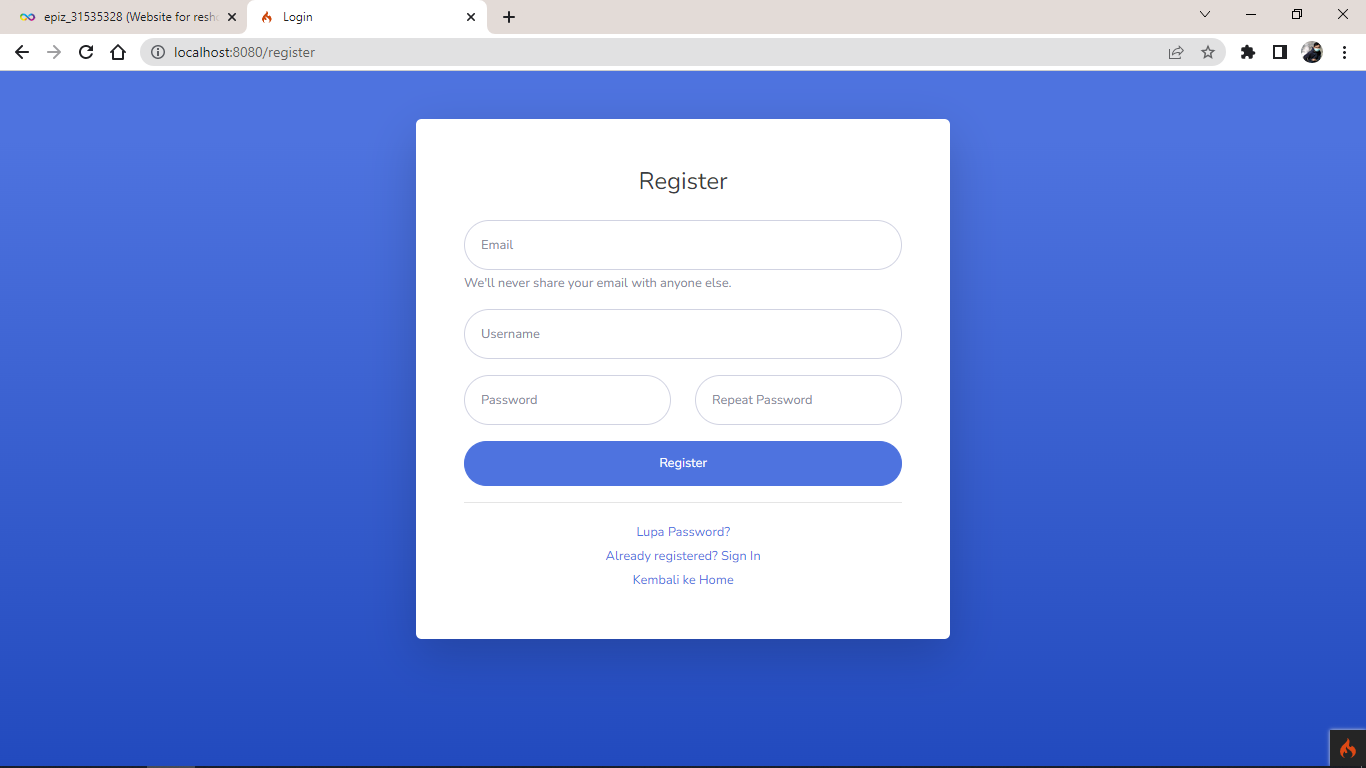 epiz_31535328 (Website for resh
Login
localhost:8080/register
Register
Email
We'll never share your email with anyone else.
Username
Password
Repeat Password
Register
Lupa Password?
Already registered? Sign In
Kembali ke Home